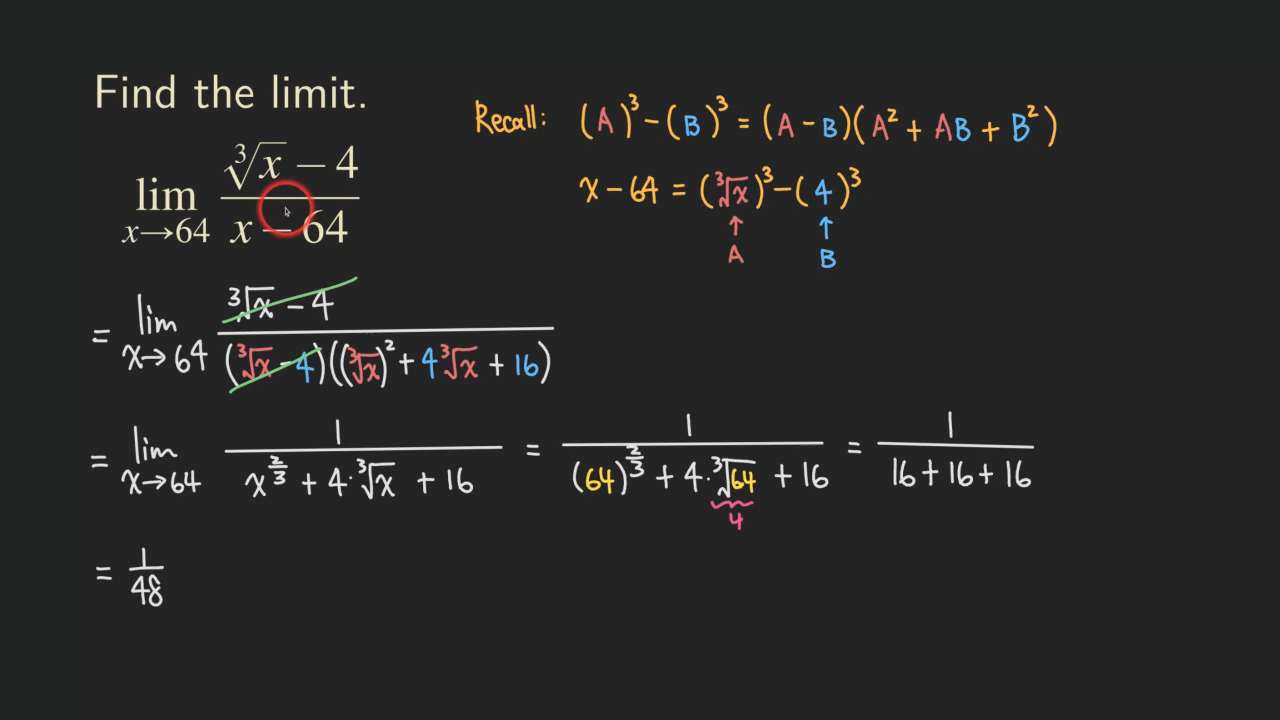 Find the limit.
lim x→64 (∛x − 4)/(x − 64)
Recall: (A)³ − (B)³ = (A − B)(A² + AB + B²)
x − 64 = (∛x)³ − (4)³
↑ ↑
A B
= lim x→64 (∛x − 4)/((∛x − 4)((∛x)² + 4∛x + 16))
= lim x→64 1/(x^(2/3) + 4·∛x + 16) = 1/((64)^(2/3) + 4·∛64 + 16) = 1/(16 + 16 + 16)
4
= 1/48